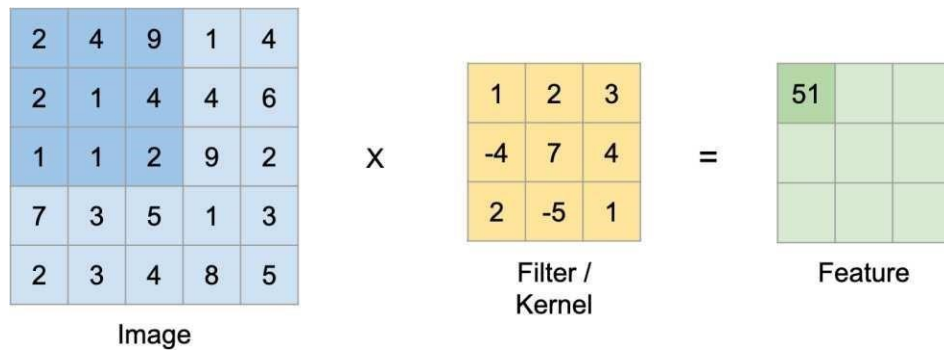 2 4 9 1 4
2 1 4 4 6
1 1 2 9 2
7 3 5 1 3
2 3 4 8 5
Image
x
1 2 3
-4 7 4
2 -5 1
Filter /
Kernel
=
51
Feature